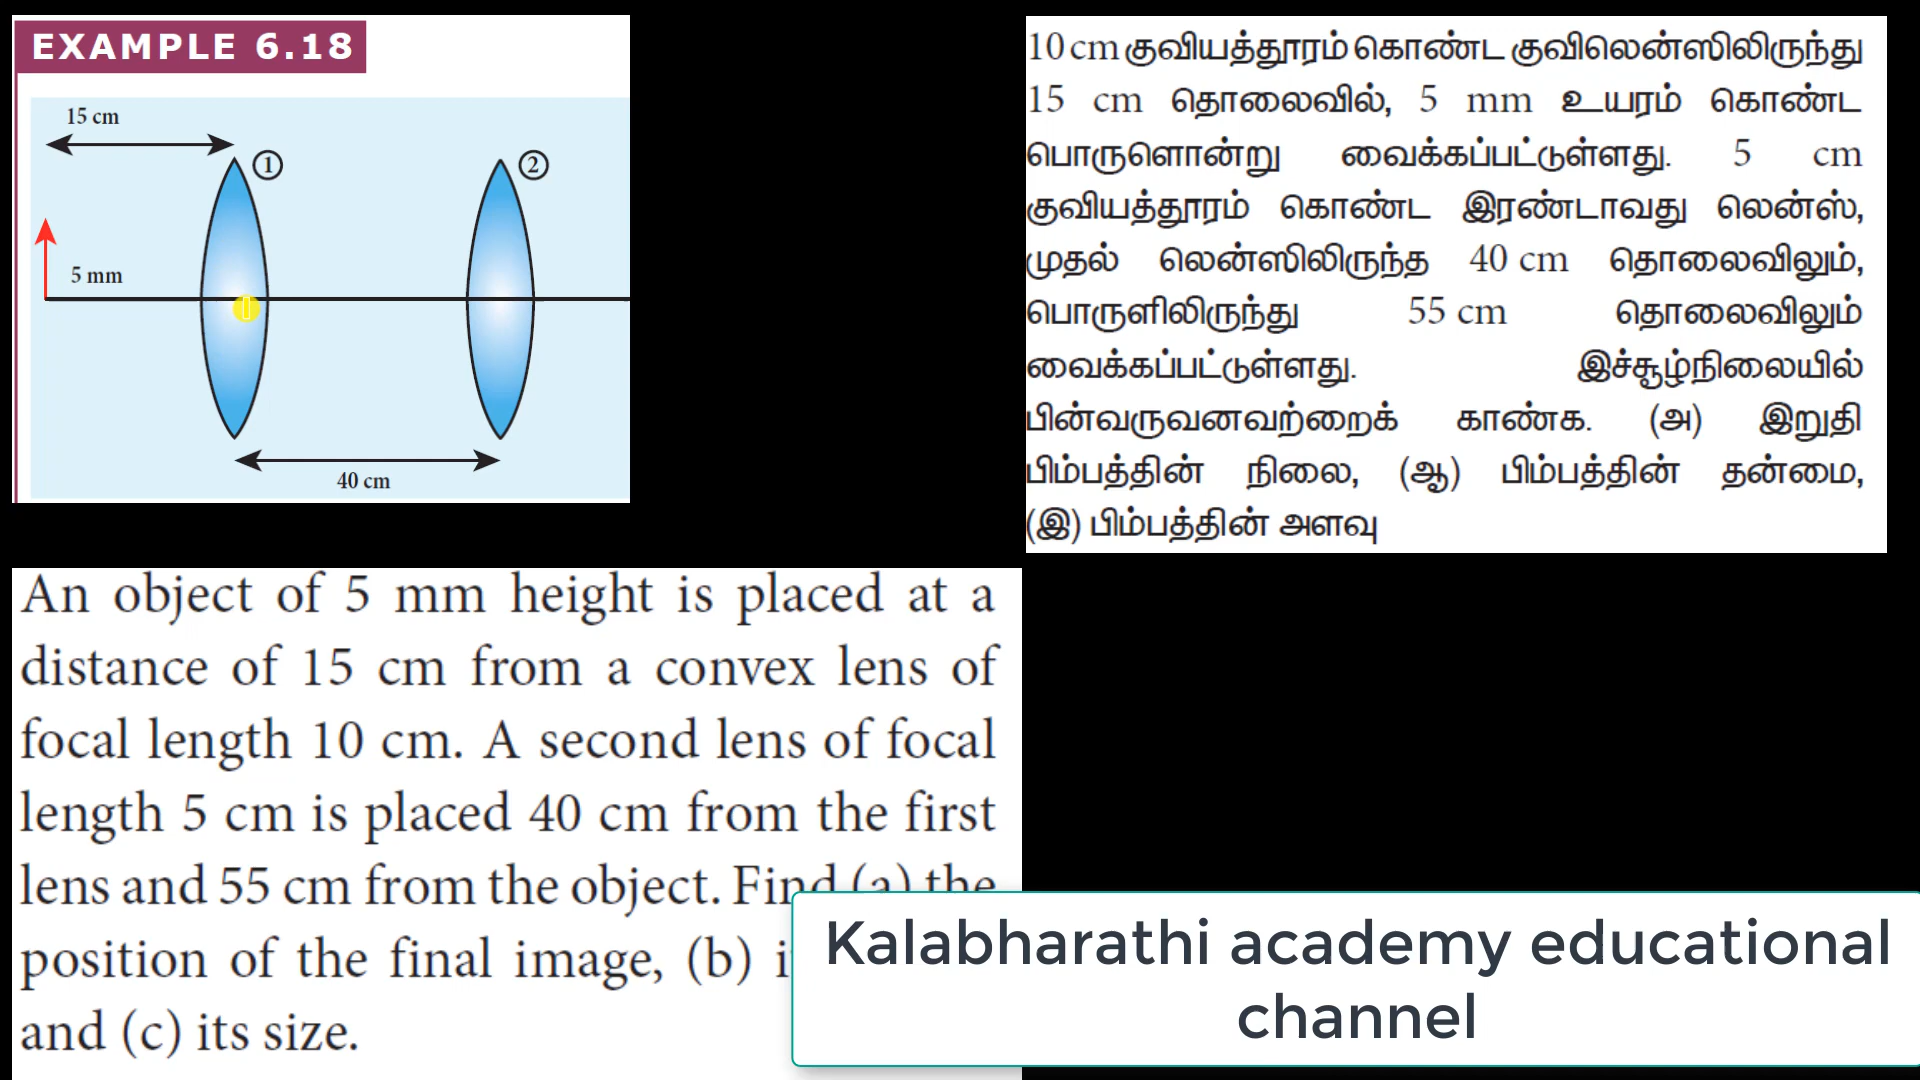 EXAMPLE 6.18
15 cm
1
2
5 mm
40 cm
10 cm குவியத்தூரம் கொண்ட குவிலென்ஸிலிருந்து
15 cm தொலைவில், 5 mm உயரம் கொண்ட
பொருளொன்று வைக்கப்பட்டுள்ளது. 5 cm
குவியத்தூரம் கொண்ட இரண்டாவது லென்ஸ்,
முதல் லென்ஸிலிருந்த 40 cm தொலைவிலும்,
பொருளிலிருந்து 55 cm தொலைவிலும்
வைக்கப்பட்டுள்ளது. இச்சூழ்நிலையில்
பின்வருவனவற்றைக் காண்க. (அ) இறுதி
பிம்பத்தின் நிலை, (ஆ) பிம்பத்தின் தன்மை,
(இ) பிம்பத்தின் அளவு
An object of 5 mm height is placed at a
distance of 15 cm from a convex lens of
focal length 10 cm. A second lens of focal
length 5 cm is placed 40 cm from the first
lens and 55 cm from the object. Find (a) the
position of the final image, (b)
and (c) its size.
Kalabharathi academy educational
channel